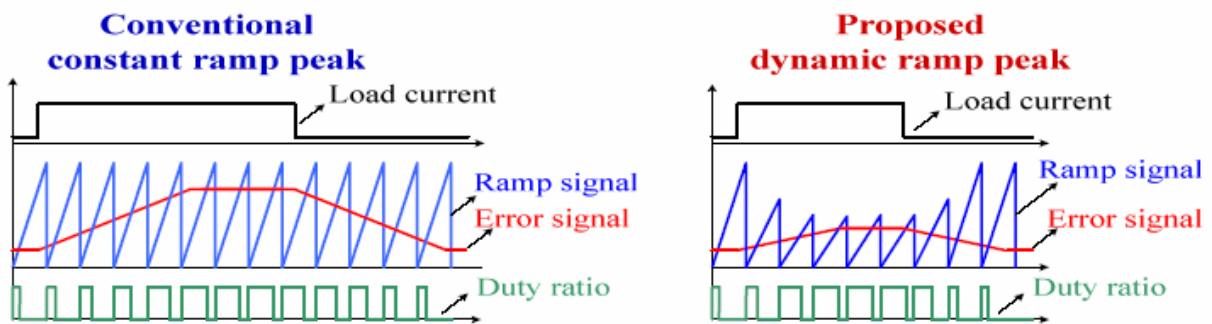 Conventional
constant ramp peak
Load current
Ramp signal
Error signal
Duty ratio
Proposed
dynamic ramp peak
Load current
Ramp signal
Error signal
Duty ratio